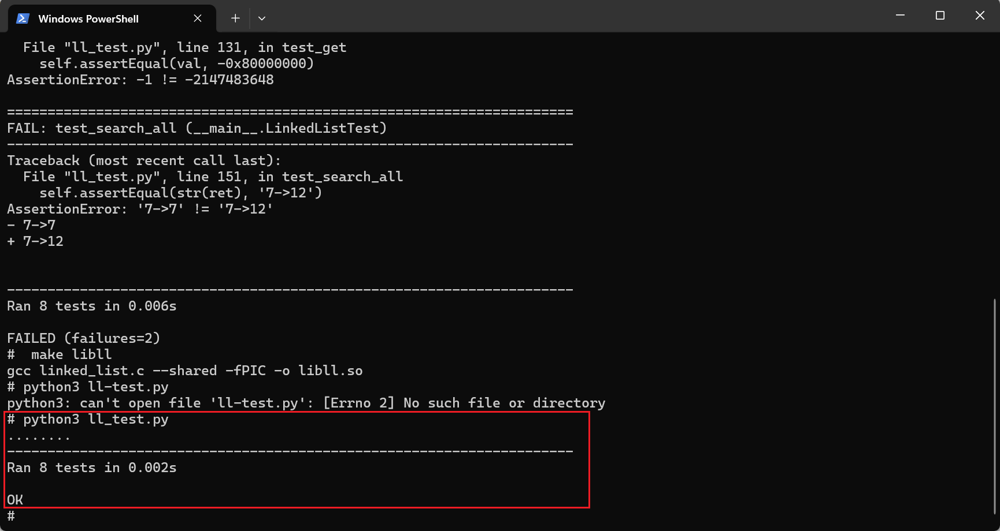 Windows PowerShell
  File "ll_test.py", line 131, in test_get
    self.assertEqual(val, -0x80000000)
AssertionError: -1 != -2147483648
======================================================================
FAIL: test_search_all (__main__.LinkedListTest)
----------------------------------------------------------------------
Traceback (most recent call last):
  File "ll_test.py", line 151, in test_search_all
    self.assertEqual(str(ret), '7->12')
AssertionError: '7->7' != '7->12'
- 7->7
+ 7->12
----------------------------------------------------------------------
Ran 8 tests in 0.006s
FAILED (failures=2)
#  make libll
gcc linked_list.c --shared -fPIC -o libll.so
# python3 ll-test.py
python3: can't open file 'll-test.py': [Errno 2] No such file or directory
# python3 ll_test.py
........
----------------------------------------------------------------------
Ran 8 tests in 0.002s
OK
#